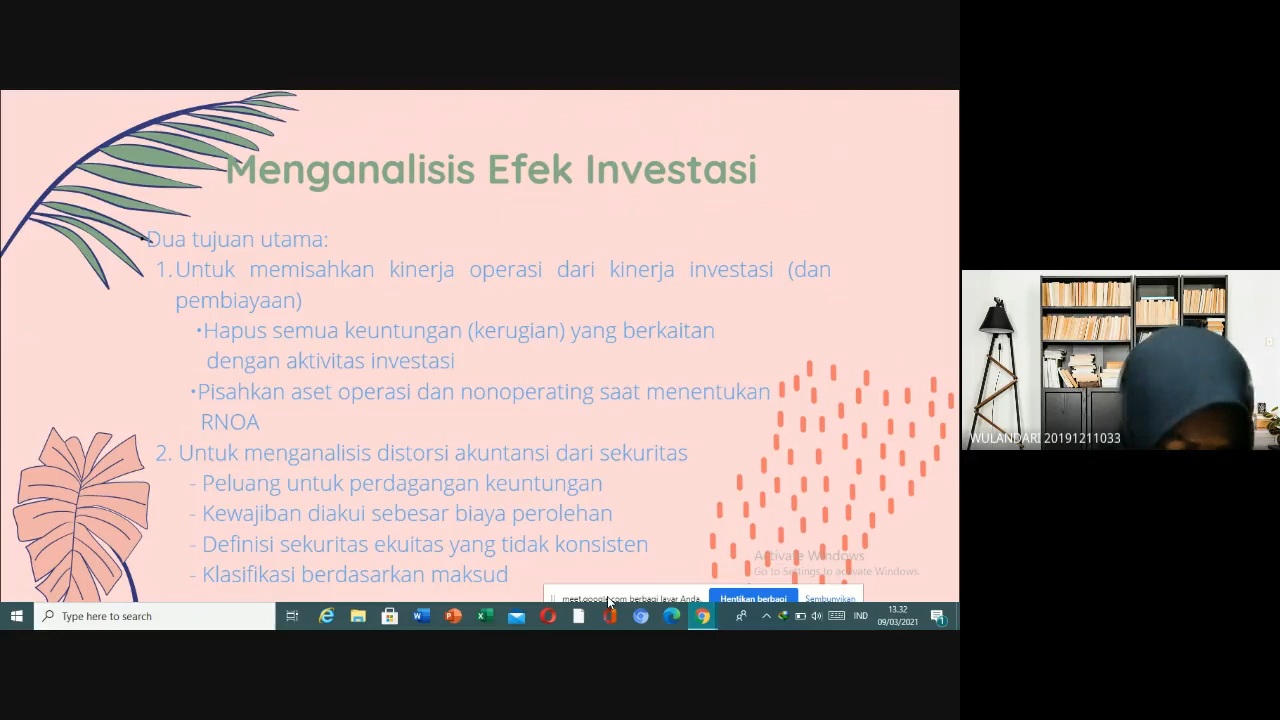 Menganalisis Efek Investasi
•Dua tujuan utama:
1.Untuk memisahkan kinerja operasi dari kinerja investasi (dan
pembiayaan)
•Hapus semua keuntungan (kerugian) yang berkaitan
dengan aktivitas investasi
•Pisahkan aset operasi dan nonoperating saat menentukan
RNOA
2. Untuk menganalisis distorsi akuntansi dari sekuritas
- Peluang untuk perdagangan keuntungan
- Kewajiban diakui sebesar biaya perolehan
- Definisi sekuritas ekuitas yang tidak konsisten
- Klasifikasi berdasarkan maksud
Activate Windows
Go to Settings to activate Windows.
meet.google.com berbagi layar Anda.
Hentikan berbagi
Sembunyikan
Type here to search
IND
13.32
09/03/2021
1
WULANDARI 20191211033